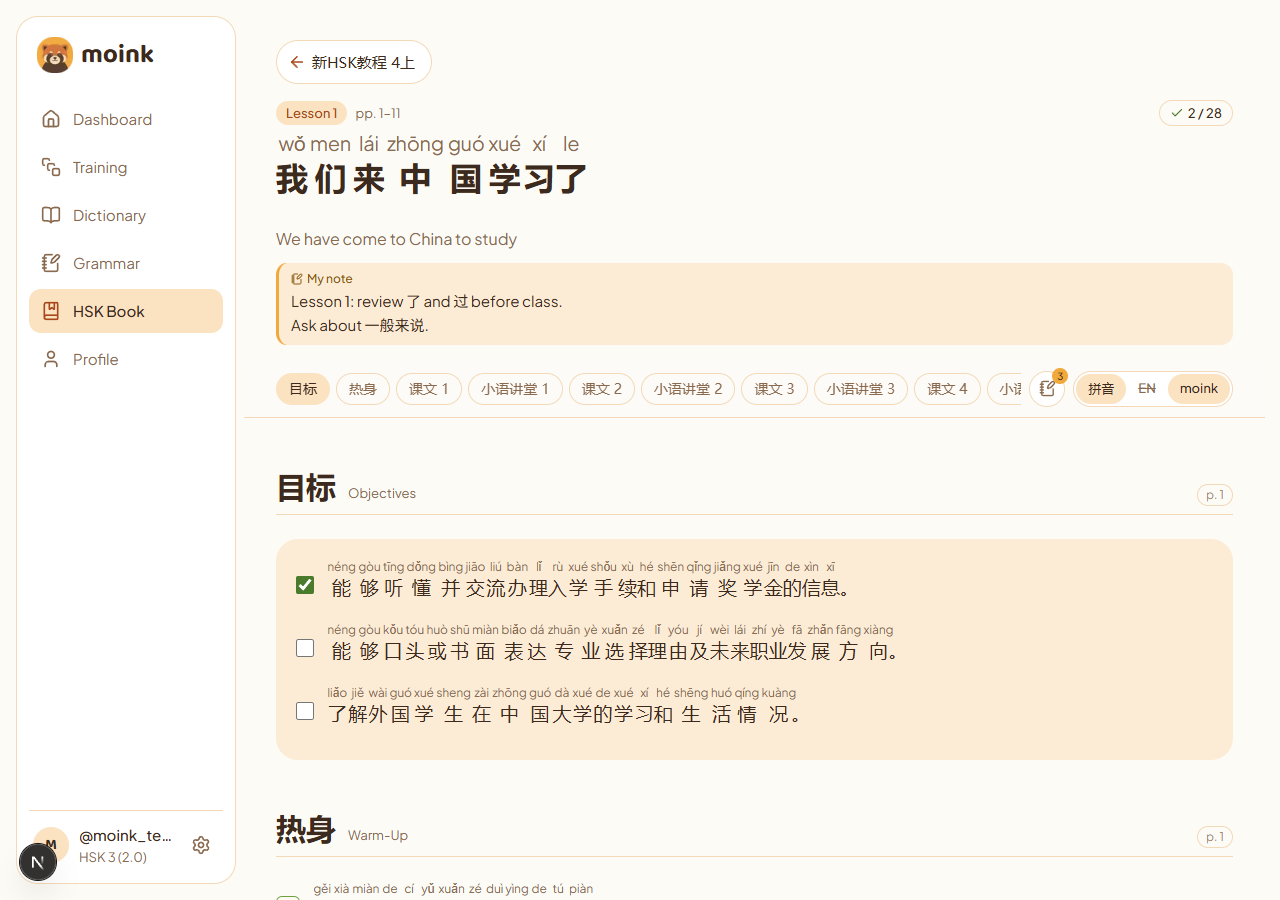 moink
Dashboard
Training
Dictionary
Grammar
HSK Book
Profile
M
@moink_te...
HSK 3 (2.0)
N
新HSK教程 4上
Lesson 1 pp. 1–11
2 / 28
wǒ men lái zhōng guó xué xí le
我们来中国学习了
We have come to China to study
My note
Lesson 1: review 了 and 过 before class.
Ask about 一般来说.
目标 热身 课文 1 小语讲堂 1 课文 2 小语讲堂 2 课文 3 小语讲堂 3 课文 4 小语 3 拼音 EN moink
目标 Objectives p. 1
néng gòu tīng dǒng bìng jiāo liú bàn lǐ rù xué shǒu xù hé shēn qǐng jiǎng xué jīn de xìn xī
能够听懂并交流办理入学手续和申请奖学金的信息。
néng gòu kǒu tóu huò shū miàn biǎo dá zhuān yè xuǎn zé lǐ yóu jí wèi lái zhí yè fā zhǎn fāng xiàng
能够口头或书面表达专业选择理由及未来职业发展方向。
liǎo jiě wài guó xué sheng zài zhōng guó dà xué de xué xí hé shēng huó qíng kuàng
了解外国学生在中国大学的学习和生活情况。
热身 Warm-Up p. 1
gěi xià miàn de cí yǔ xuǎn zé duì yìng de tú piàn